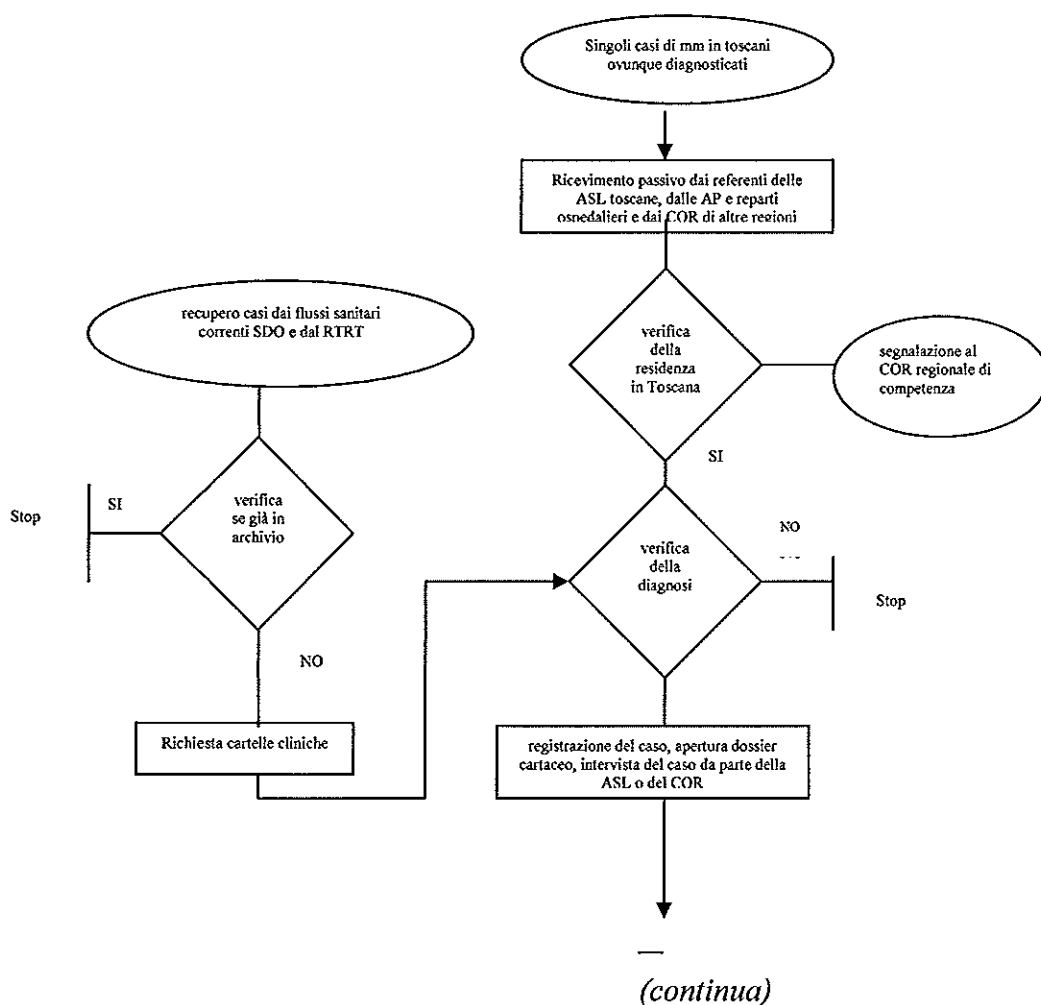 Singoli casi di mm in toscani
ovunque diagnosticati
Ricevimento passivo dai referenti delle
ASL toscane, dalle AP e reparti
ospedalieri e dai COR di altre regioni
recupero casi dai flussi sanitari
correnti SDO e dal RTRT
verifica
della
residenza
in Toscana
segnalazione al
COR regionale di
competenza
SI
Stop
SI
verifica
se già in
archivio
verifica
della
diagnosi
NO
Stop
NO
Richiesta cartelle cliniche
registrazione del caso, apertura dossier
cartaceo, intervista del caso da parte della
ASL o del COR
(continua)